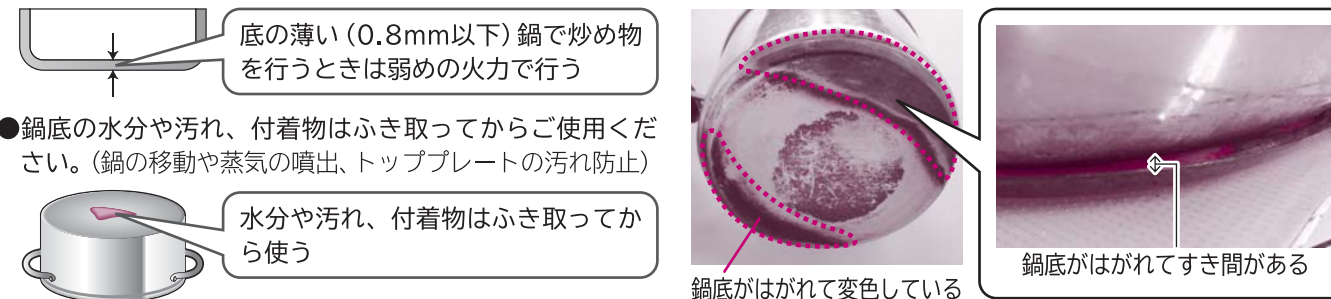 底の薄い(0.8mm以下)鍋で炒め物
を行うときは弱めの火力で行う
●鍋底の水分や汚れ、付着物はふき取ってからご使用くだ
さい。(鍋の移動や蒸気の噴出、トッププレートの汚れ防止)
水分や汚れ、付着物はふき取ってか
ら使う
鍋底がはがれて変色している
鍋底がはがれてすき間がある